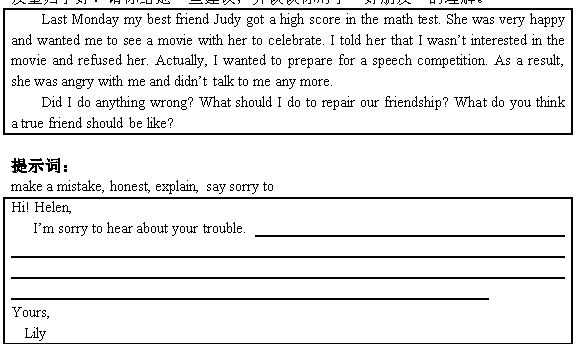 Last Monday my best friend Judy got a high score in the math test. She was very happy
and wanted me to see a movie with her to celebrate. I told her that I wasn't interested in the
movie and refused her. Actually, I wanted to prepare for a speech competition. As a result,
she was angry with me and didn't talk to me any more.
Did I do anything wrong? What should I do to repair our friendship? What do you think
a true friend should be like?
提示词：
make a mistake, honest, explain, say sorry to
Hi! Helen,
I'm sorry to hear about your trouble.
Yours,
Lily